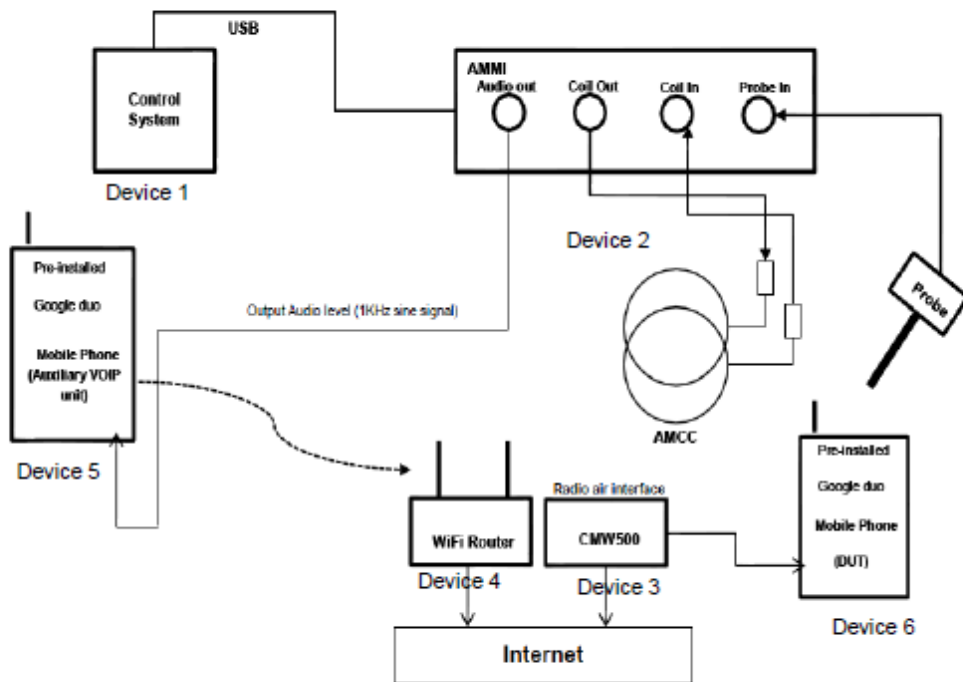 USB
AMMI
Audio out
Coil Out
Coil In
Probe In
Control
System
Device 1
Device 2
Pre-installed
Google duo
Mobile Phone
(Auxiliary VOIP
unit)
Device 5
Output Audio level (1KHz sine signal)
Probe
AMCC
Radio air interface
WiFi Router
Device 4
CMW500
Device 3
Pre-installed
Google duo
Mobile Phone
(DUT)
Device 6
Internet